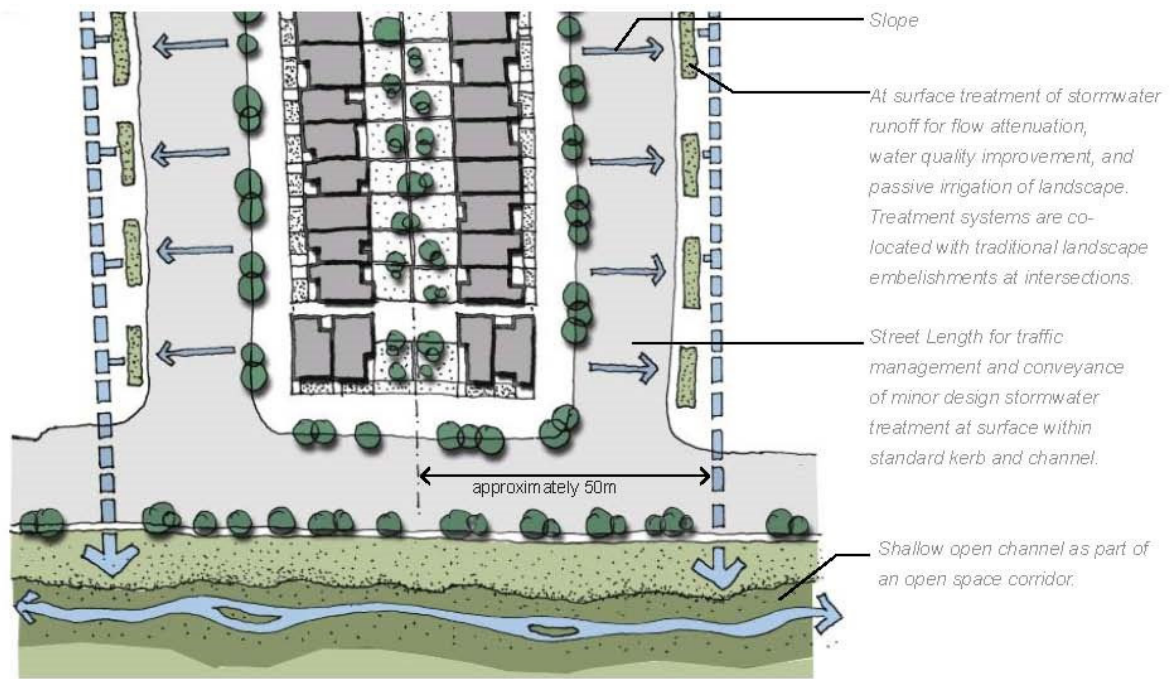 Slope
At surface treatment of stormwater
runoff for flow attenuation,
water quality improvement, and
passive irrigation of landscape.
Treatment systems are co-
located with traditional landscape
embelishments at intersections.
Street Length for traffic
management and conveyance
of minor design stormwater
treatment at surface within
standard kerb and channel.
approximately 50m
Shallow open channel as part of
an open space corridor.